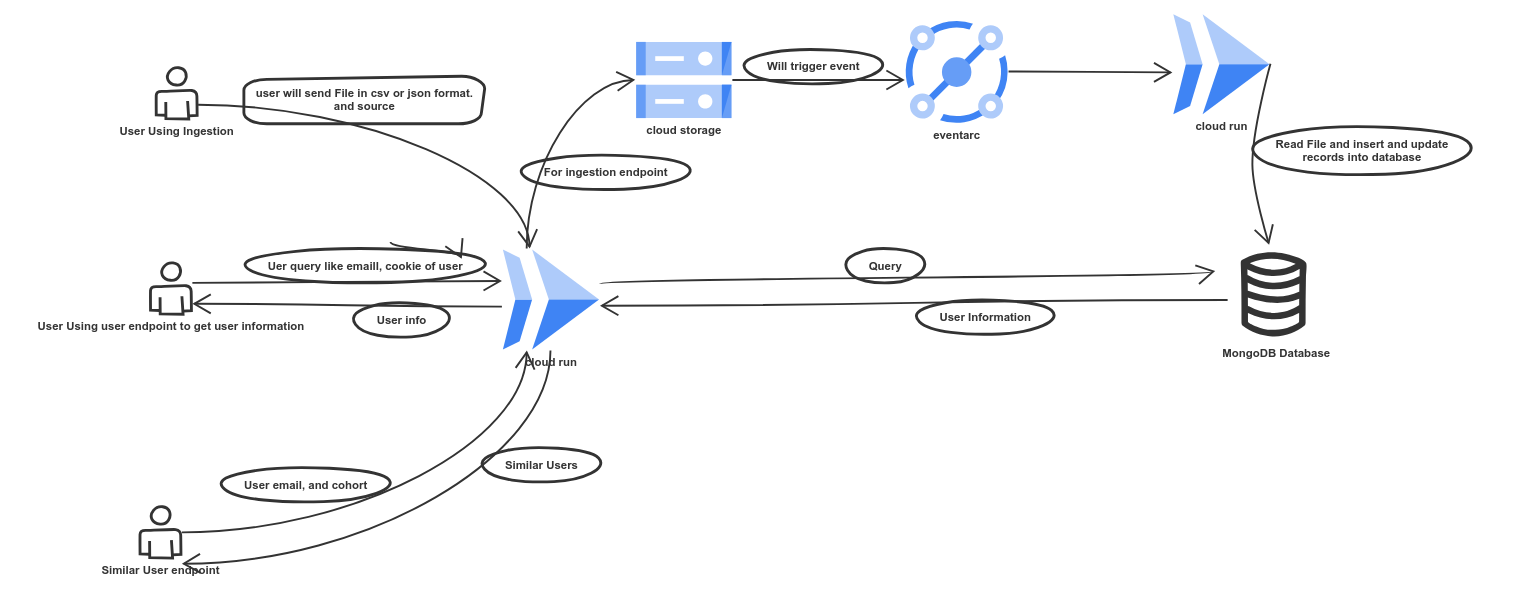 Will trigger event
user will send File in csv or json format.
and source
User Using Ingestion
cloud storage
eventarc
cloud run
Read File and insert and update
records into database
For ingestion endpoint
Uer query like emaill, cookie of user
Query
User info
User Information
User Using user endpoint to get user information
cloud run
MongoDB Database
Similar Users
User email, and cohort
Similar User endpoint